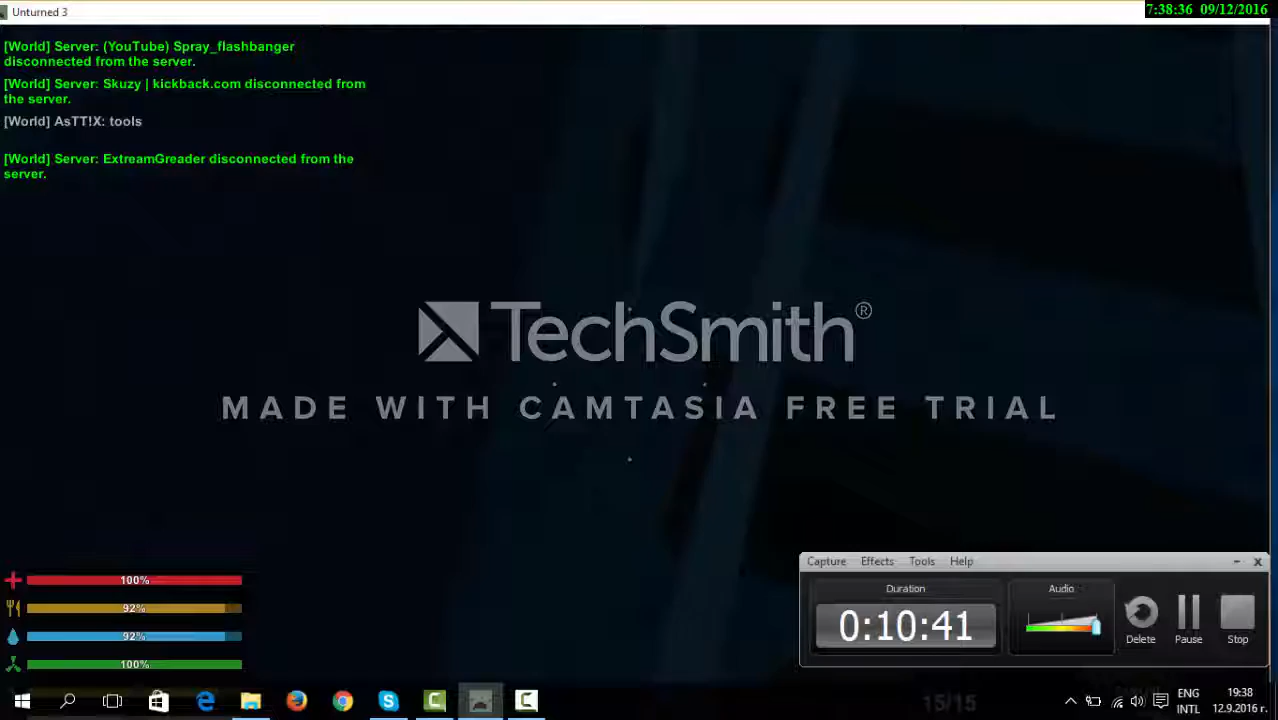 Unturned 3
7:38:36 09/12/2016
[World] Server: (YouTube) Spray_flashbanger
disconnected from the server.
[World] Server: Skuzy | kickback.com disconnected from
the server.
[World] AsTT!X: tools
[World] Server: ExtreamGreader disconnected from the
server.
TechSmith®
MADE WITH CAMTASIA FREE TRIAL
Capture Effects Tools Help
Duration
Audio
0:10:41
Delete Pause Stop
100%
92%
92%
100%
15/15
ENG
INTL
19:38
12.9.2016 г.